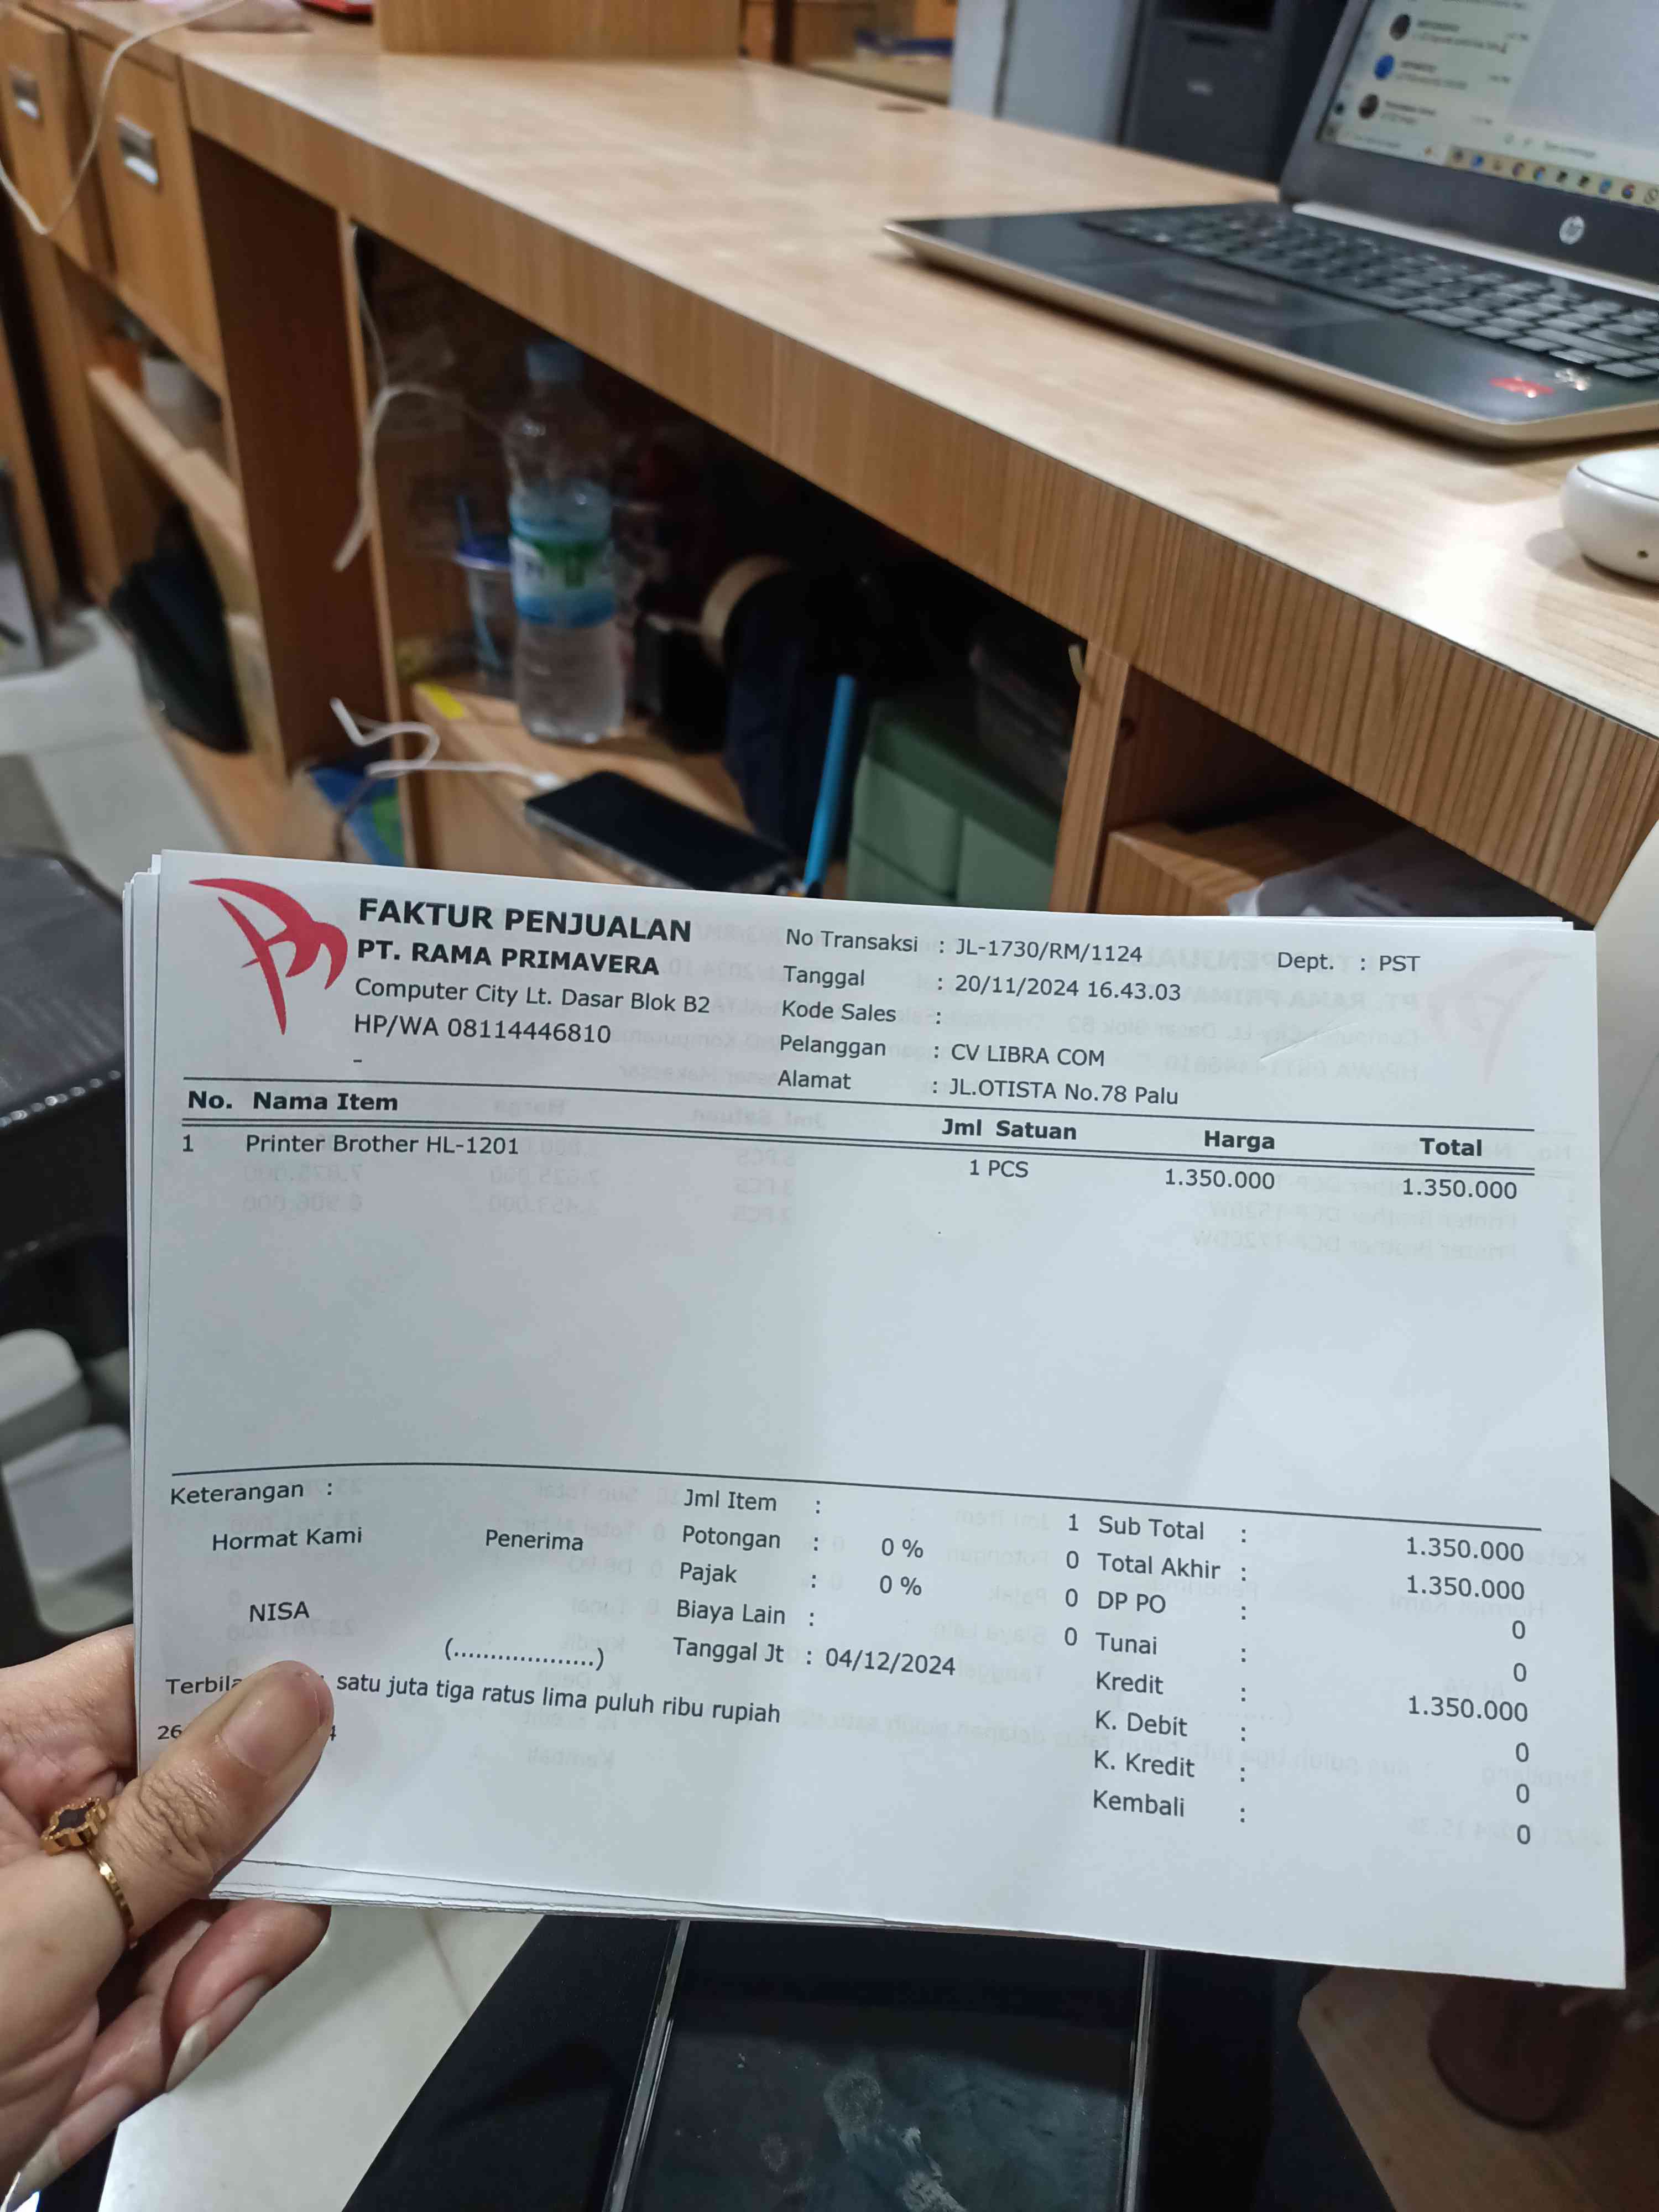 FAKTUR PENJUALAN
PT. RAMA PRIMAVERA
Computer City Lt. Dasar Blok B2
HP/WA 08114446810
-
No Transaksi : JL-1730/RM/1124 Dept. : PST
Tanggal : 20/11/2024 16.43.03
Kode Sales :
Pelanggan : CV LIBRA COM
Alamat : JL.OTISTA No.78 Palu
No. Nama Item Jml Satuan Harga Total
1 Printer Brother HL-1201 1 PCS 1.350.000 1.350.000
Keterangan :
Hormat Kami Penerima
NISA
(....................)
Jml Item : 1
Potongan : 0 % 0
Pajak : 0 % 0
Biaya Lain : 0
Tanggal Jt : 04/12/2024
Sub Total : 1.350.000
Total Akhir : 1.350.000
DP PO : 0
Tunai : 0
Kredit : 1.350.000
K. Debit : 0
K. Kredit : 0
Kembali : 0
satu juta tiga ratus lima puluh ribu rupiah
hp